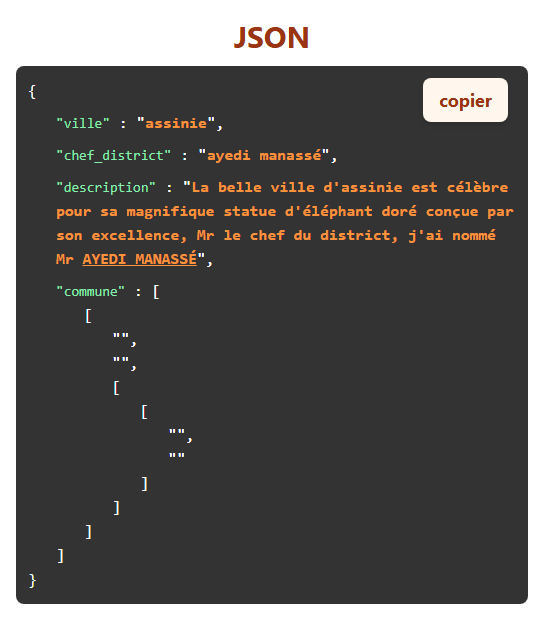 JSON
copier
{
"ville" : "assinie",
"chef_district" : "ayedi manassé",
"description" : "La belle ville d'assinie est célèbre
pour sa magnifique statue d'éléphant doré conçue par
son excellence, Mr le chef du district, j'ai nommé
Mr AYEDI MANASSÉ",
"commune" : [
[
"",
"",
[
[
"",
""
]
]
]
]
}